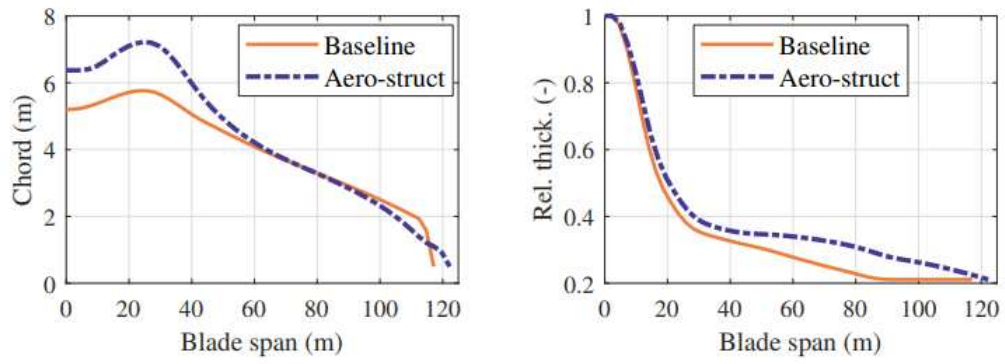 8
6
4
2
0
0 20 40 60 80 100 120
Chord (m)
Blade span (m)
Baseline
Aero-struct
1
0.8
0.6
0.4
0.2
0 20 40 60 80 100 120
Rel. thick. (-)
Blade span (m)
Baseline
Aero-struct